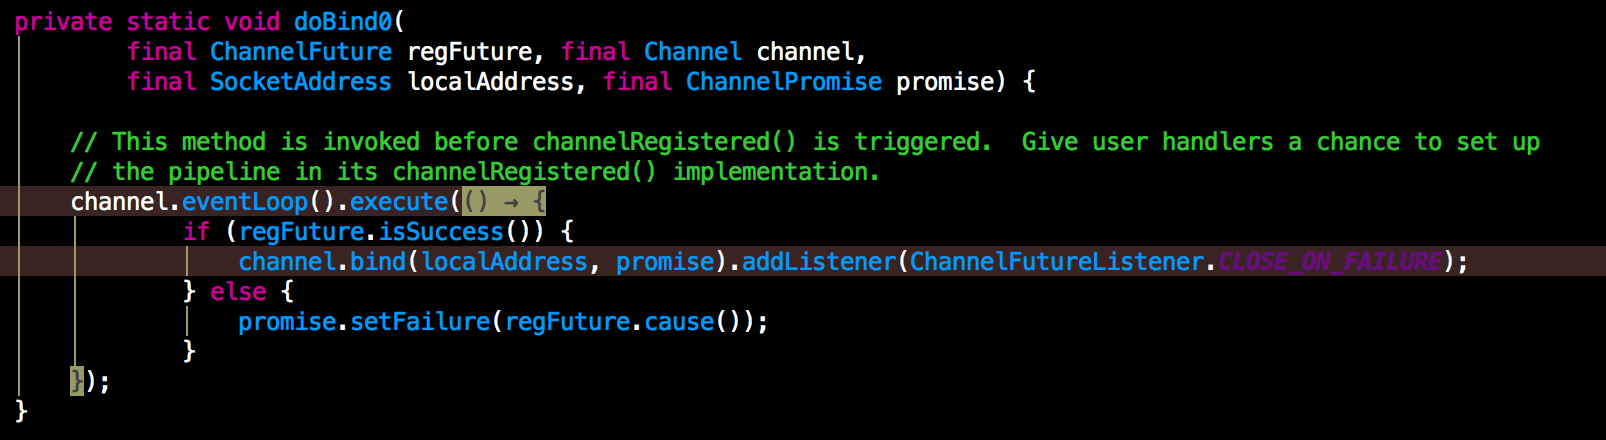 private static void doBind0(
final ChannelFuture regFuture, final Channel channel,
final SocketAddress localAddress, final ChannelPromise promise) {
// This method is invoked before channelRegistered() is triggered.  Give user handlers a chance to set up
// the pipeline in its channelRegistered() implementation.
channel.eventLoop().execute(() → {
if (regFuture.isSuccess()) {
channel.bind(localAddress, promise).addListener(ChannelFutureListener.CLOSE_ON_FAILURE);
} else {
promise.setFailure(regFuture.cause());
}
});
}